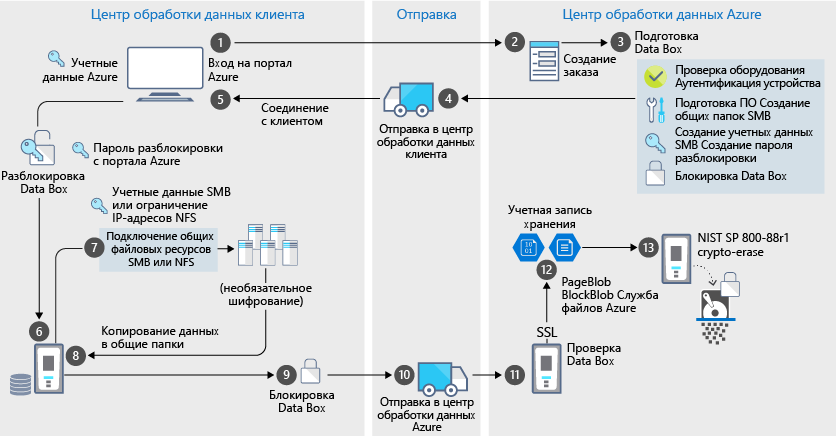 Центр обработки данных клиента
Отправка
Центр обработки данных Azure
1
2
3
Подготовка
Data Box
Учетные
данные Azure
Вход на портал
Azure
Создание
заказа
5
4
Соединение
с клиентом
Отправка в центр
обработки данных
клиента
Проверка оборудования
Аутентификация устройства
Подготовка ПО Создание
общих папок SMB
Создание учетных данных
SMB Создание пароля
разблокировки
Блокировка Data Box
Пароль разблокировки
с портала Azure
Разблокировка
Data Box
Учетные данные SMB
или ограничение
IP-адресов NFS
7
Подключение общих
файловых ресурсов
SMB или NFS
(необязательное
шифрование)
Учетная запись
хранения
10
01
12
PageBlob
BlockBlob Служба
файлов Azure
13
NIST SP 800-88r1
crypto-erase
6
8
Копирование данных
в общие папки
SSL
Проверка
Data Box
9
Блокировка
Data Box
10
Отправка в центр
обработки данных
Azure
11